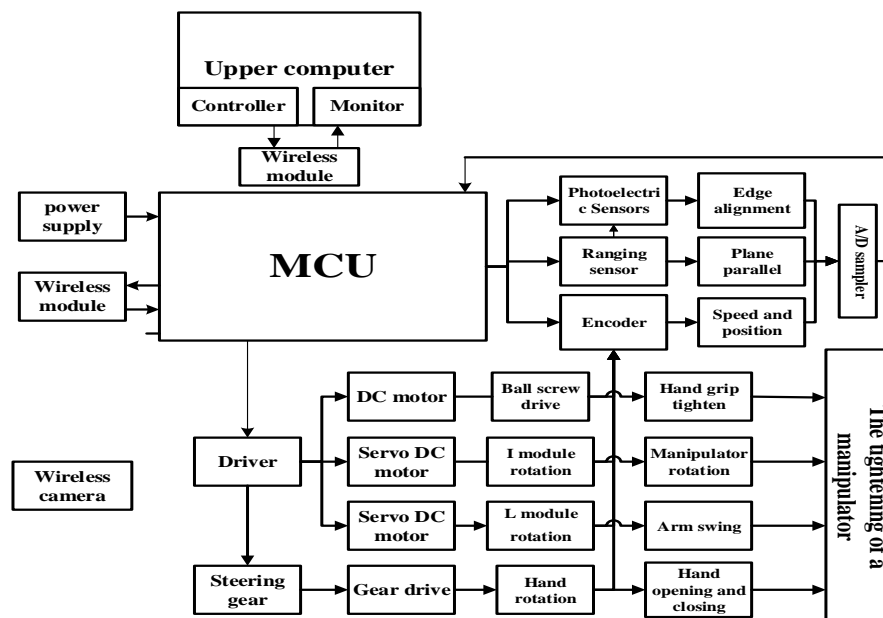 Upper computer
Controller
Monitor
Wireless
module
power
supply
MCU
Wireless
module
Photoelectri
c Sensors
Edge
alignment
Ranging
sensor
Plane
parallel
Encoder
Speed and
position
A/D sampler
DC motor
Ball screw
drive
Hand grip
tighten
Driver
Servo DC
motor
I module
rotation
Manipulator
rotation
Wireless
camera
Servo DC
motor
L module
rotation
Arm swing
Steering
gear
Gear drive
Hand
rotation
Hand
opening and
closing
The tightening of a
manipulator